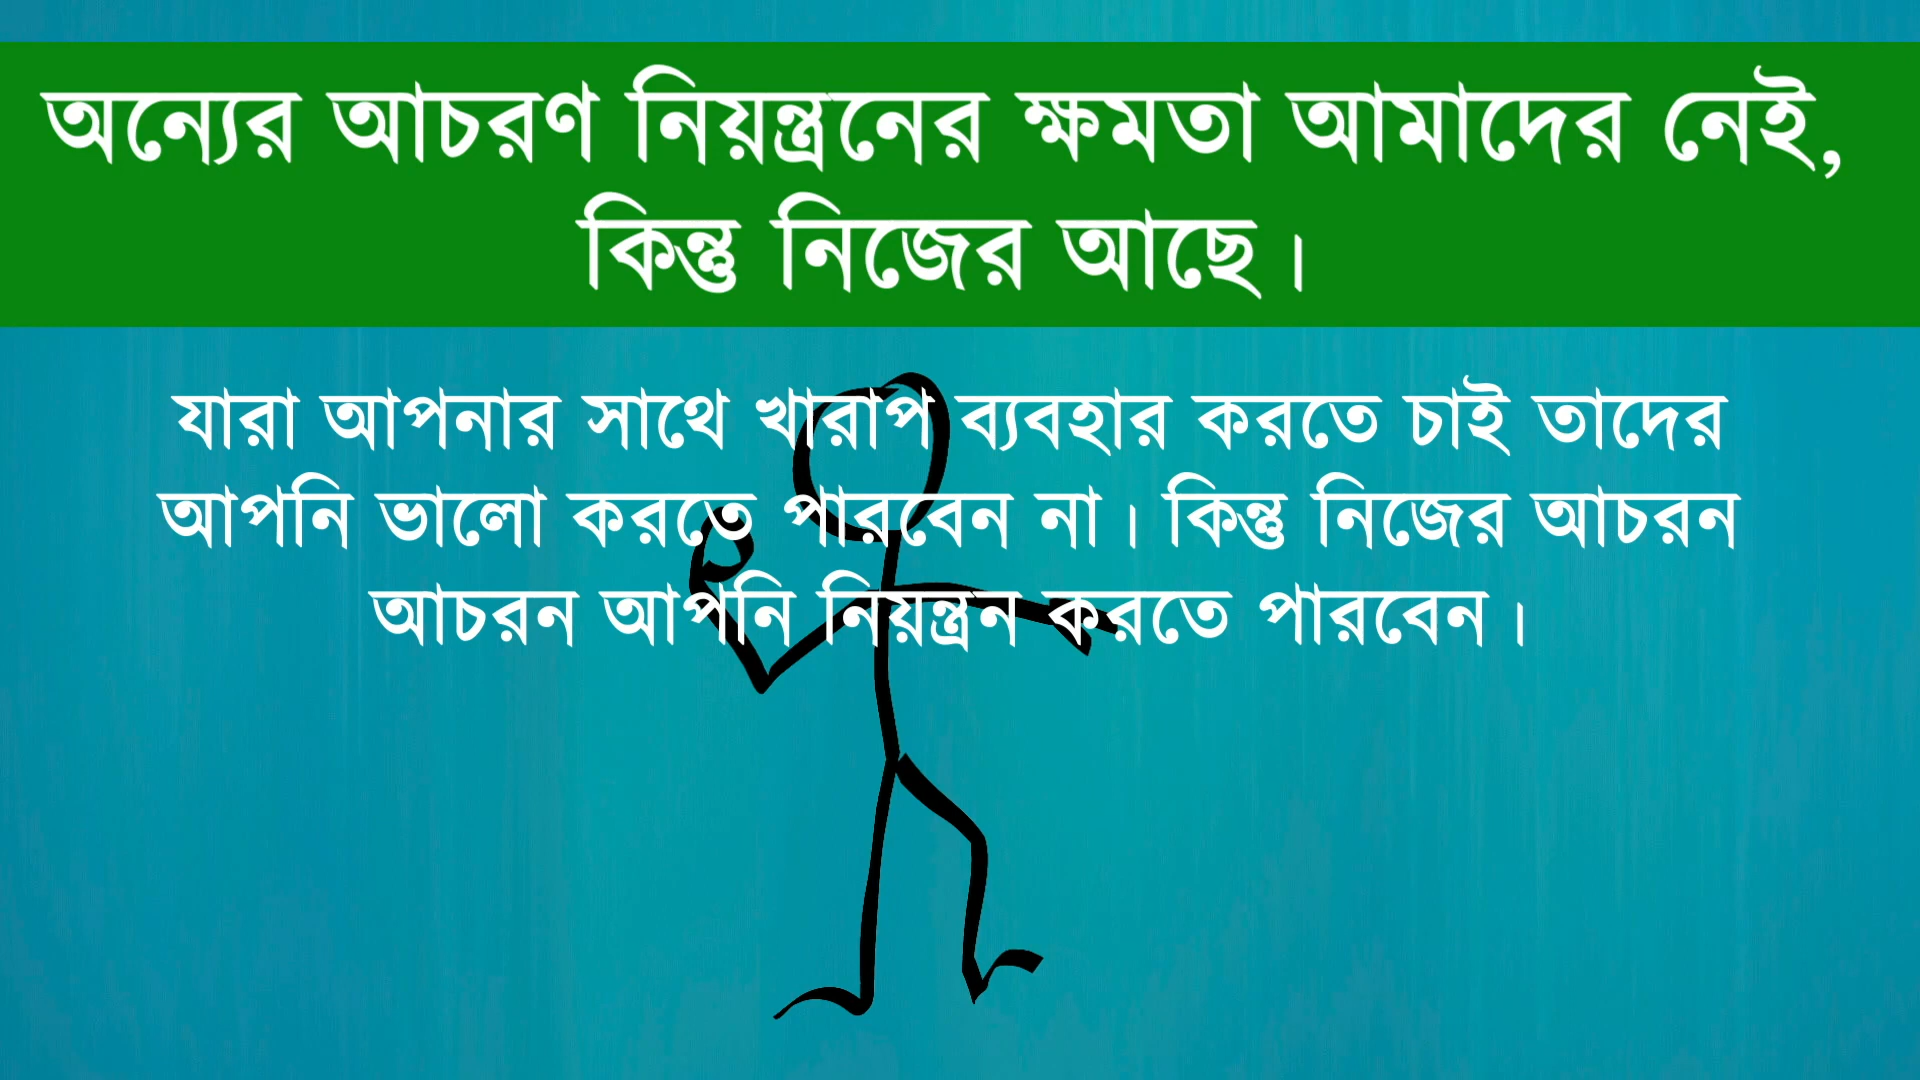 অন্যের আচরণ নিয়ন্ত্রনের ক্ষমতা আমাদের নেই,
কিন্তু নিজের আছে।
যারা আপনার সাথে খারাপ ব্যবহার করতে চাই তাদের
আপনি ভালো করতে পারবেন না। কিন্তু নিজের আচরন
আচরন আপনি নিয়ন্ত্রন করতে পারবেন।